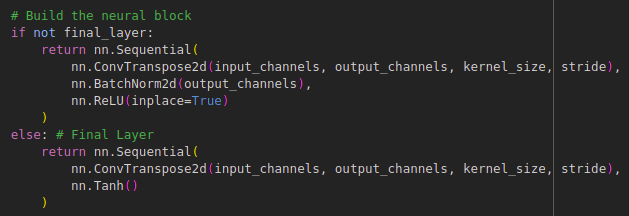 # Build the neural block
if not final_layer:
    return nn.Sequential(
        nn.ConvTranspose2d(input_channels, output_channels, kernel_size, stride),
        nn.BatchNorm2d(output_channels),
        nn.ReLU(inplace=True)
    )
else: # Final Layer
    return nn.Sequential(
        nn.ConvTranspose2d(input_channels, output_channels, kernel_size, stride),
        nn.Tanh()
    )